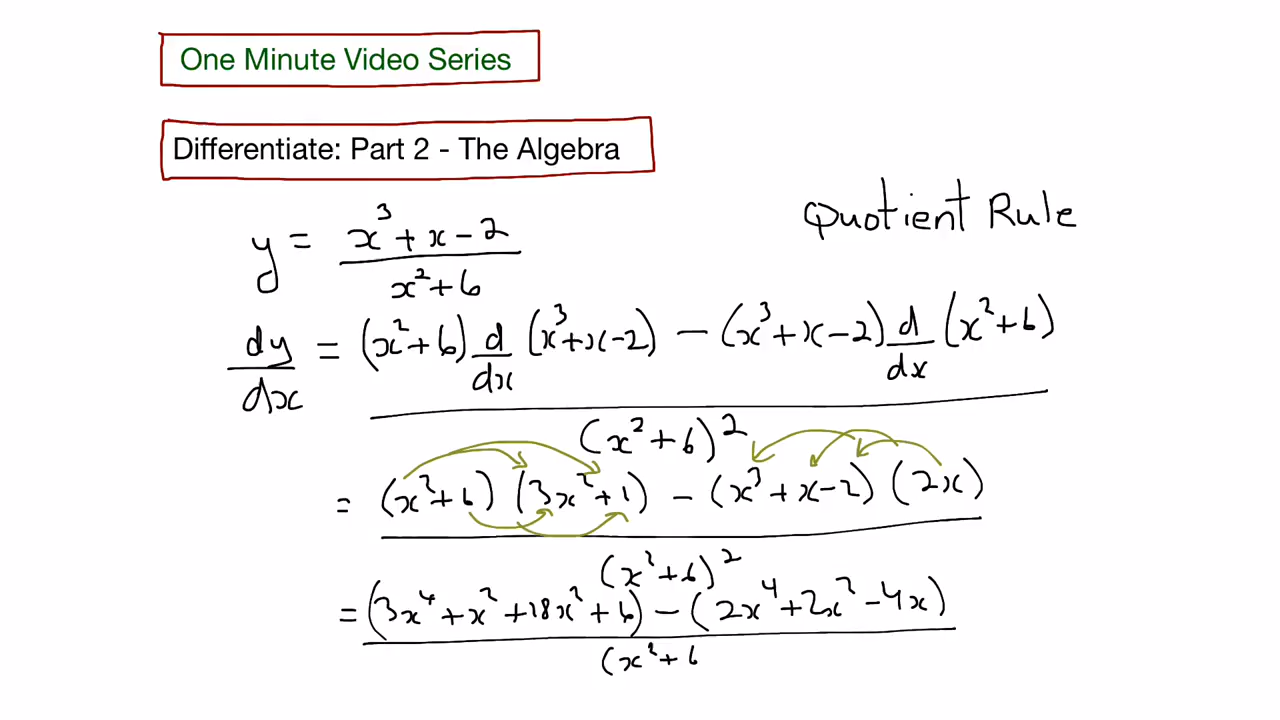 One Minute Video Series
Differentiate: Part 2 - The Algebra
Quotient Rule
y = x³ + x - 2
x² + 6
dy = (x² + 6) d (x³ + x - 2) - (x³ + x - 2) d (x² + 6)
dx dx dx
(x² + 6)²
= (x² + 6) (3x² + 1) - (x³ + x - 2) (2x)
(x² + 6)²
= (3x⁴ + x² + 18x² + 6) - (2x⁴ + 2x² - 4x)
(x² + 6